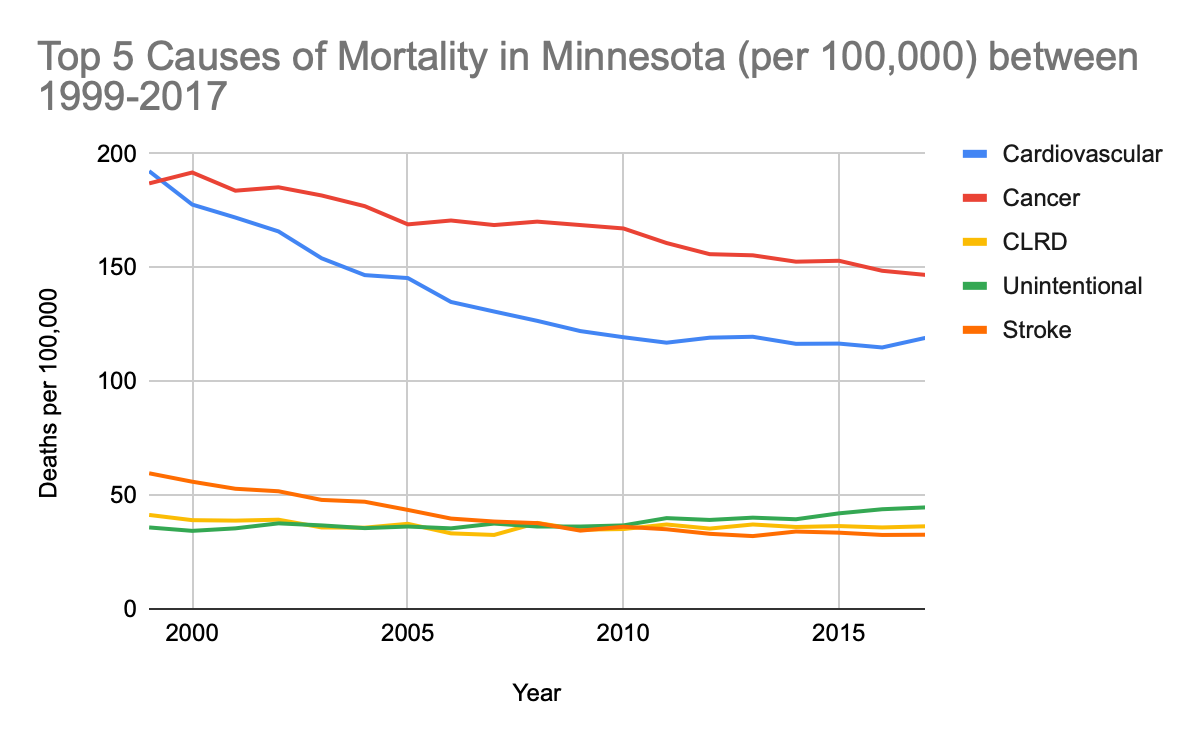 Top 5 Causes of Mortality in Minnesota (per 100,000) between
1999-2017
200
150
100
50
0
Deaths per 100,000
2000
2005
2010
2015
Year
Cardiovascular
Cancer
CLRD
Unintentional
Stroke